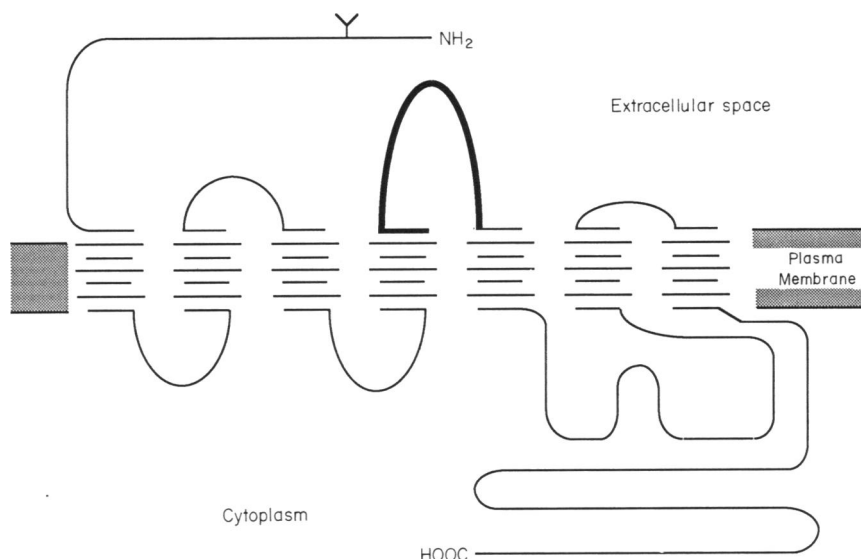 NH2
Extracellular space
Plasma
Membrane
Cytoplasm
HOOC